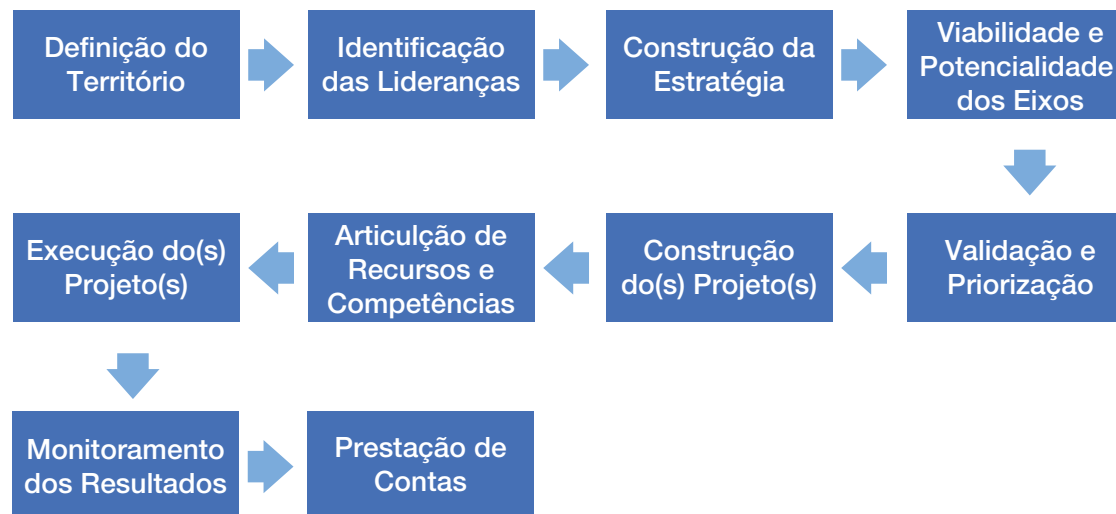 Definição do
Território
Identificação
das Lideranças
Construção da
Estratégia
Viabilidade e
Potencialidade
dos Eixos
Validação e
Priorização
Construção
do(s) Projeto(s)
Articulção de
Recursos e
Competências
Execução do(s)
Projeto(s)
Monitoramento
dos Resultados
Prestação de
Contas